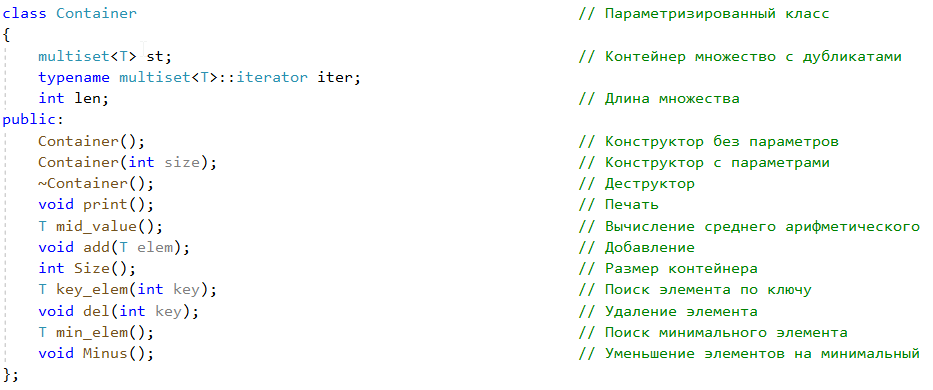 class Container // Параметризированный класс
{
multiset<T> st; // Контейнер множество с дубликатами
typename multiset<T>::iterator iter;
int len; // Длина множества
public:
Container(); // Конструктор без параметров
Container(int size); // Конструктор с параметрами
~Container(); // Деструктор
void print(); // Печать
T mid_value(); // Вычисление среднего арифметического
void add(T elem); // Добавление
int Size(); // Размер контейнера
T key_elem(int key); // Поиск элемента по ключу
void del(int key); // Удаление элемента
T min_elem(); // Поиск минимального элемента
void Minus(); // Уменьшение элементов на минимальный
};